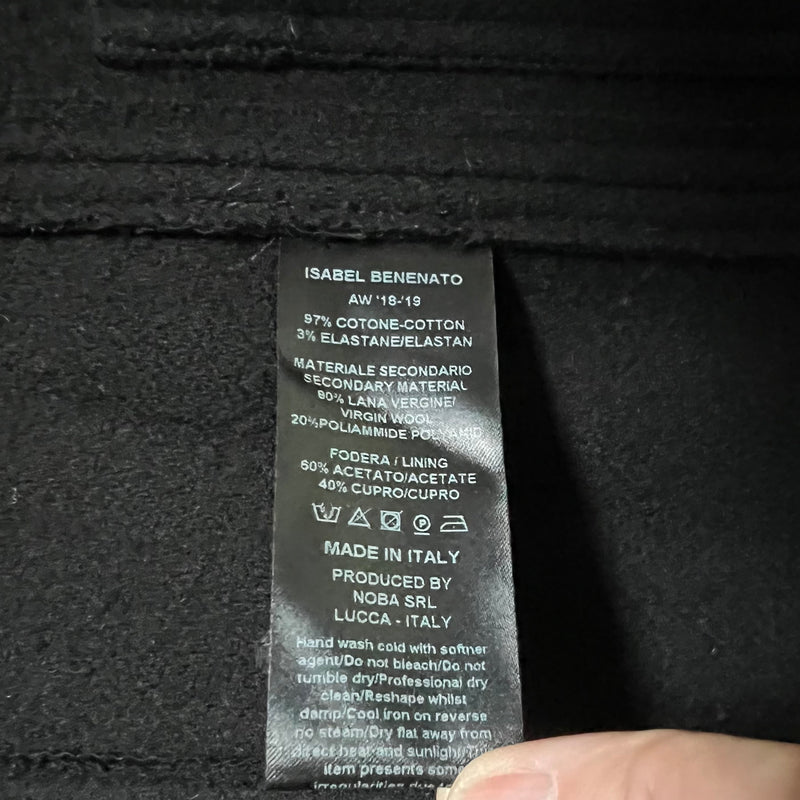 ISABEL BENENATO
AW '18-'19
97% COTONE-COTTON
3% ELASTANE/ELASTAN
MATERIALE SECONDARIO
SECONDARY MATERIAL
80% LANA VERGINE/
VIRGIN WOOL
20%POLIAMMIDE POLYAMID
FODERA / LINING
60% ACETATO/ACETATE
40% CUPRO/CUPRO
MADE IN ITALY
PRODUCED BY
NOBA SRL
LUCCA - ITALY
Hand wash cold with softner
agent/Do not bleach/Do not
tumble dry/Professional dry
clean/Reshape whilst
damp/Cool iron on reverse
no steam/Dry flat away from
direct heat and sunlight/This
item presents some
irregularities due